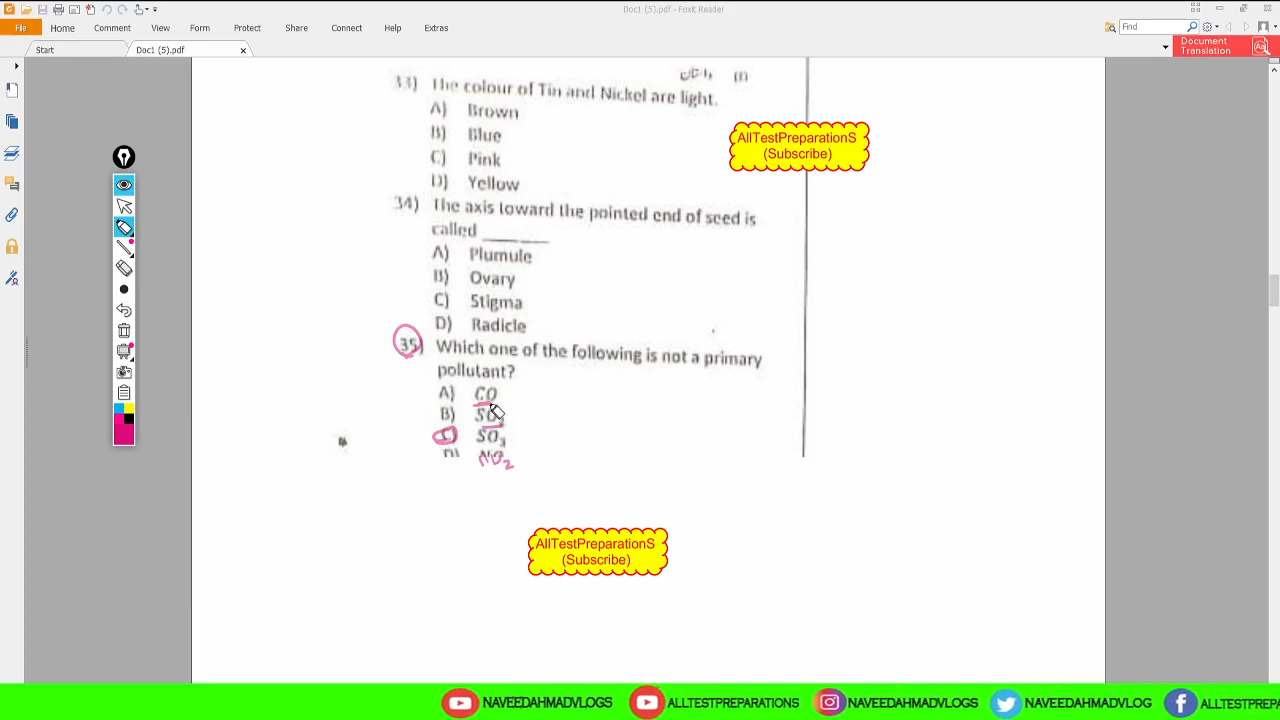 Doc1 (5).pdf - Foxit Reader
File Home Comment View Form Protect Share Connect Help Extras
Find
Start
Doc1 (5).pdf
Document
Translation
33) The colour of Tin and Nickel are light.
A) Brown
B) Blue
C) Pink
D) Yellow
34) The axis toward the pointed end of seed is
called ______
A) Plumule
B) Ovary
C) Stigma
D) Radicle
35) Which one of the following is not a primary
pollutant?
A) CO
B) SO₂
C) SO₃
D) NO₂
AllTestPreparationS
(Subscribe)
AllTestPreparationS
(Subscribe)
NAVEEDAHMADVLOGS ALLTESTPREPARATIONS NAVEEDAHMADVLOGS NAVEEDAHMADVLOG ALLTESTPREPA